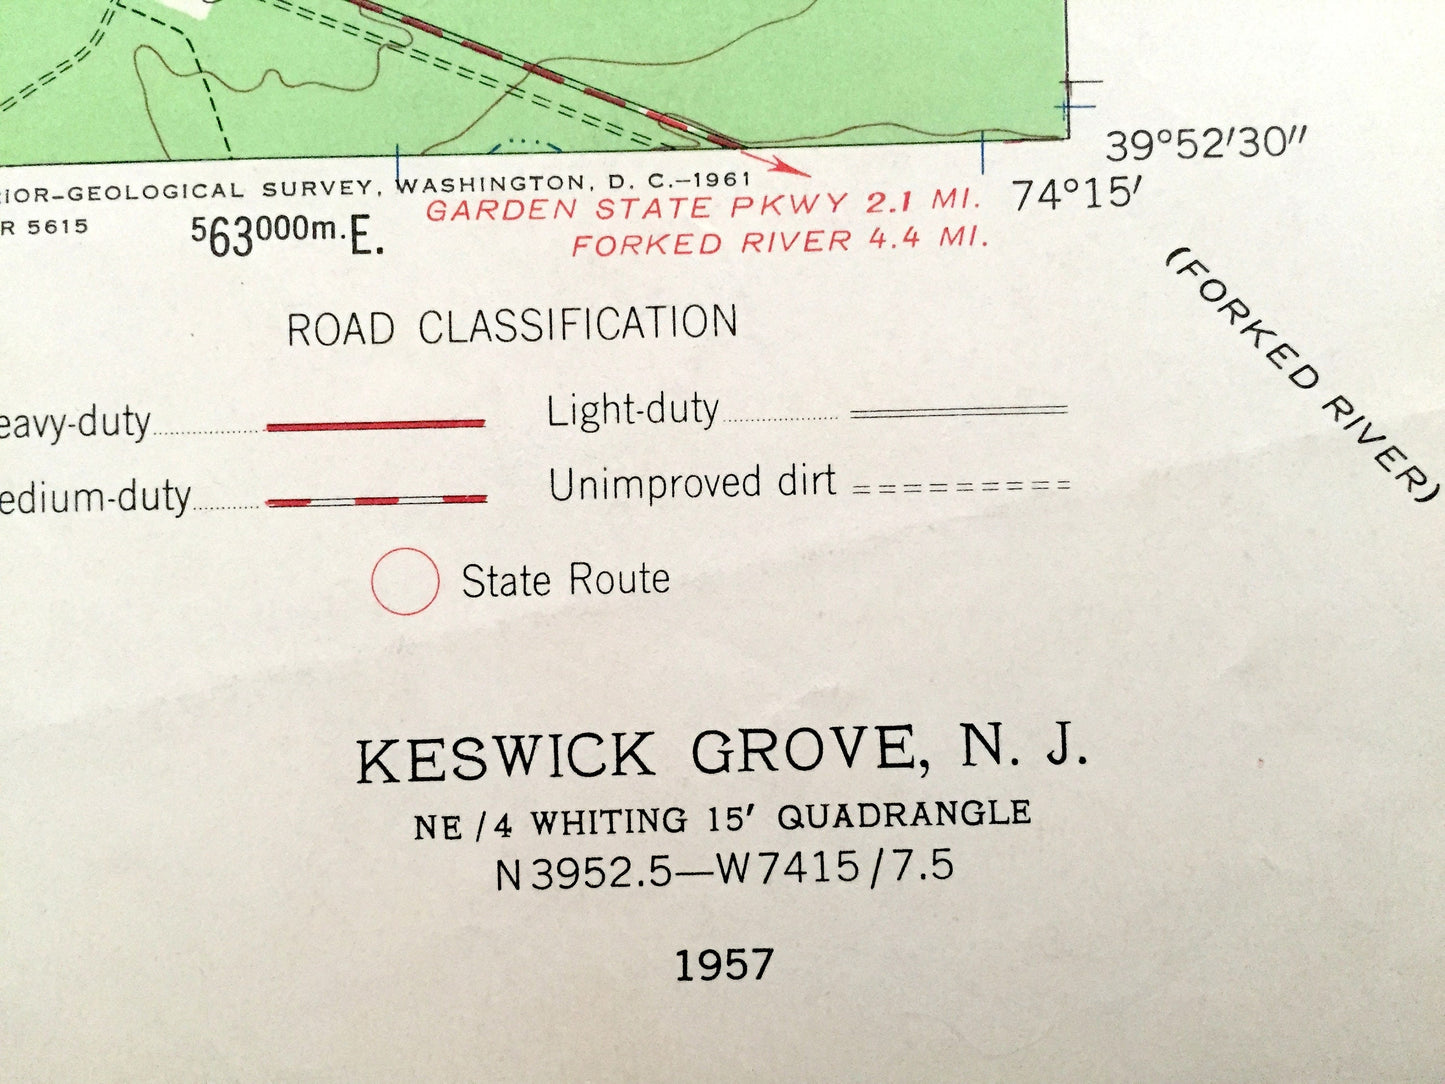 39°52′30″
IOR–GEOLOGICAL SURVEY, WASHINGTON, D. C.–1961
74°15′
R 5615
563000m.E.
GARDEN STATE PKWY 2.1 MI.
FORKED RIVER 4.4 MI.
(FORKED RIVER)
ROAD CLASSIFICATION
eavy-duty
Light-duty
edium-duty
Unimproved dirt
State Route
KESWICK GROVE, N. J.
NE/4 WHITING 15′ QUADRANGLE
N3952.5—W7415/7.5
1957